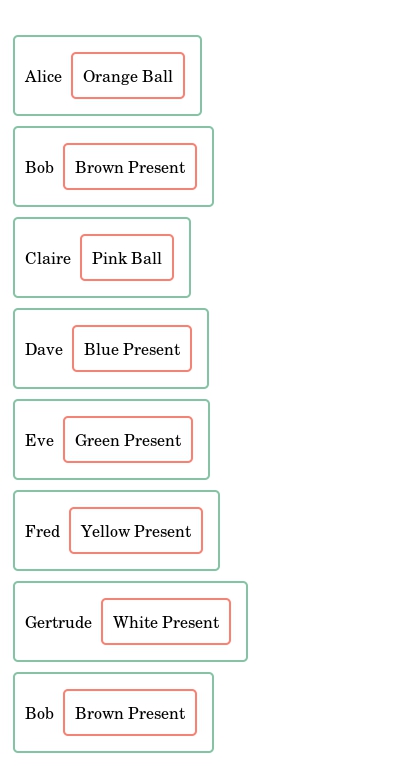 Alice Orange Ball
Bob Brown Present
Claire Pink Ball
Dave Blue Present
Eve Green Present
Fred Yellow Present
Gertrude White Present
Bob Brown Present